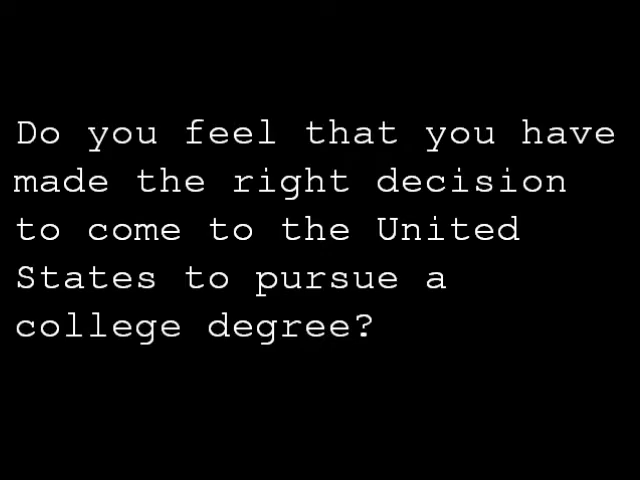 Do you feel that you have
made the right decision
to come to the United
States to pursue a
college degree?